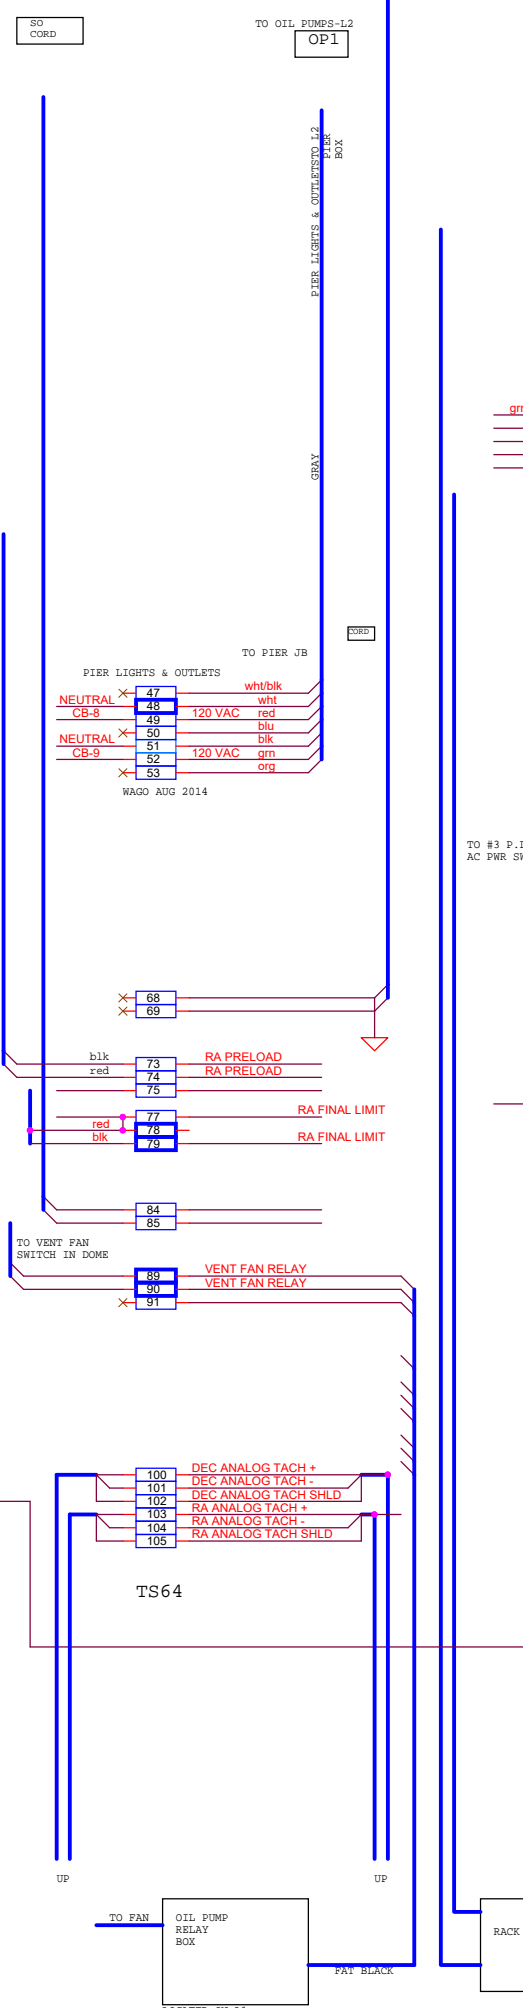 SO
CORD
TO OIL PUMPS-L2
OP1
PIER LIGHTS & OUTLETSTO L2
PIER
BOX
grn
GRAY
CORD
TO PIER JB
PIER LIGHTS & OUTLETS
47 wht/blk
NEUTRAL 48 wht
CB-8 49 120 VAC red
50 blu
NEUTRAL 51 blk
CB-9 52 120 VAC grn
53 org
WAGO AUG 2014
TO #3 P.
AC PWR SW
68
69
blk 73 RA PRELOAD
red 74 RA PRELOAD
75
77 RA FINAL LIMIT
red 78
blk 79 RA FINAL LIMIT
84
85
TO VENT FAN
SWITCH IN DOME
89 VENT FAN RELAY
90 VENT FAN RELAY
91
100 DEC ANALOG TACH +
101 DEC ANALOG TACH -
102 DEC ANALOG TACH SHLD
103 RA ANALOG TACH +
104 RA ANALOG TACH -
105 RA ANALOG TACH SHLD
TS64
UP
UP
TO FAN
OIL PUMP
RELAY
BOX
RACK
FAT BLACK